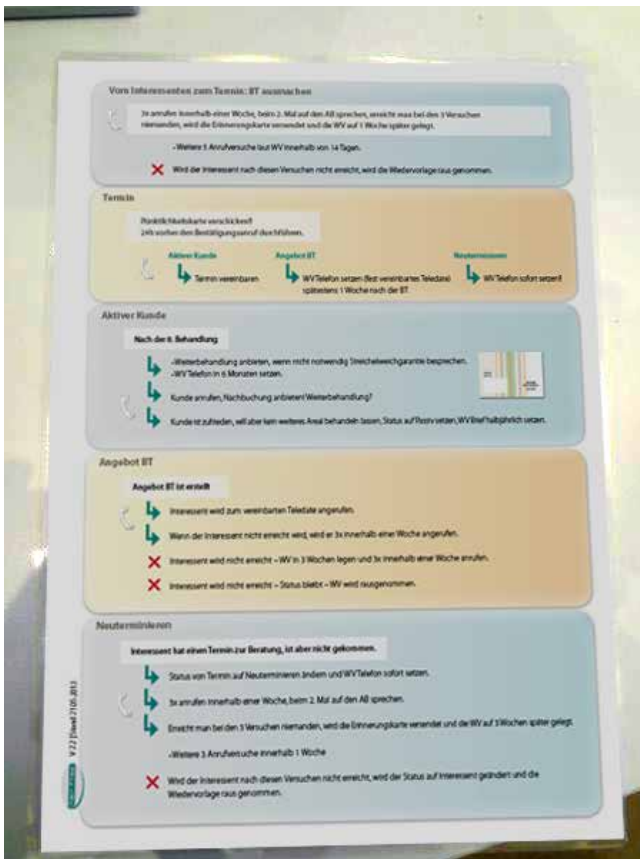 Vom Interessenten zum Termin: BT ausmachen
3x anrufen innerhalb einer Woche, beim 2. Mal auf den AB sprechen, erreicht man bei den 3 Versuchen
niemanden, wird die Erinnerungskarte verwendet und die WV auf 1 Woche später gelegt.
- Weitere 3 Anrufversuche laut WV innerhalb von 14 Tagen.
Wird der Interessent nach diesen Versuchen nicht erreicht, wird die Wiedervorlage raus genommen.
Termin
Pünktlichkeitskarte verschicken!!
24h vorher den Bestätigungsanruf durchführen.
Aktiver Kunde Angebot BT Neuterminieren
Termin vereinbaren WV Telefon setzen (fest vereinbartes Teledate) WV Telefon sofort setzen!!
spätestens 1 Woche nach der BT.
Aktiver Kunde
Nach der 8. Behandlung
- Weiterbehandlung anbieten, wenn nicht notwendig Streichelweichgarantie besprechen.
- WV Telefon in 6 Monaten setzen.
Kunde anrufen, Nachbuchung anbieten! Weiterbehandlung?
Kunde ist zufrieden, will aber kein weiteres Areal behandeln lassen, Status auf Passiv setzen, WV Brief halbjährlich setzen.
Angebot BT
Angebot BT ist erstellt
Interessent wird zum vereinbarten Teledate angerufen.
Wenn der Interessent nicht erreicht wird, wird er 3x innerhalb einer Woche angerufen.
Interessent wird nicht erreicht – WV in 3 Wochen legen und 3x innerhalb einer Woche anrufen.
Interessent wird nicht erreicht – Status bleibt – WV wird rausgenommen.
Neuterminieren
Interessent hat einen Termin zur Beratung, ist aber nicht gekommen.
Status von Termin auf Neuterminieren ändern und WV Telefon sofort setzen.
3x anrufen innerhalb einer Woche, beim 2. Mal auf den AB sprechen.
Erreicht man bei den 3 Versuchen niemanden, wird die Erinnerungskarte versendet und die WV auf 3 Wochen später gelegt.
- Weitere 3 Anrufversuche innerhalb 1 Woche
Wird der Interessent nach diesen Versuchen nicht erreicht, wird der Status auf Interessent geändert und die
Wiedervorlage raus genommen.